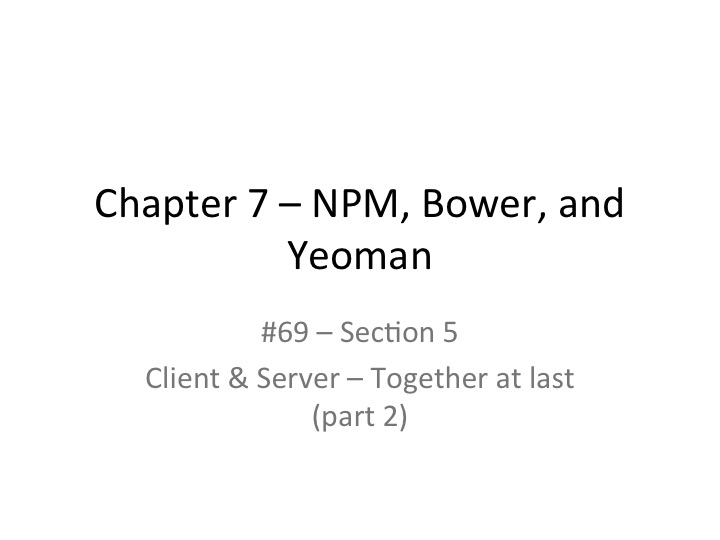 Chapter 7 – NPM, Bower, and
Yeoman
#69 – Section 5
Client & Server – Together at last
(part 2)